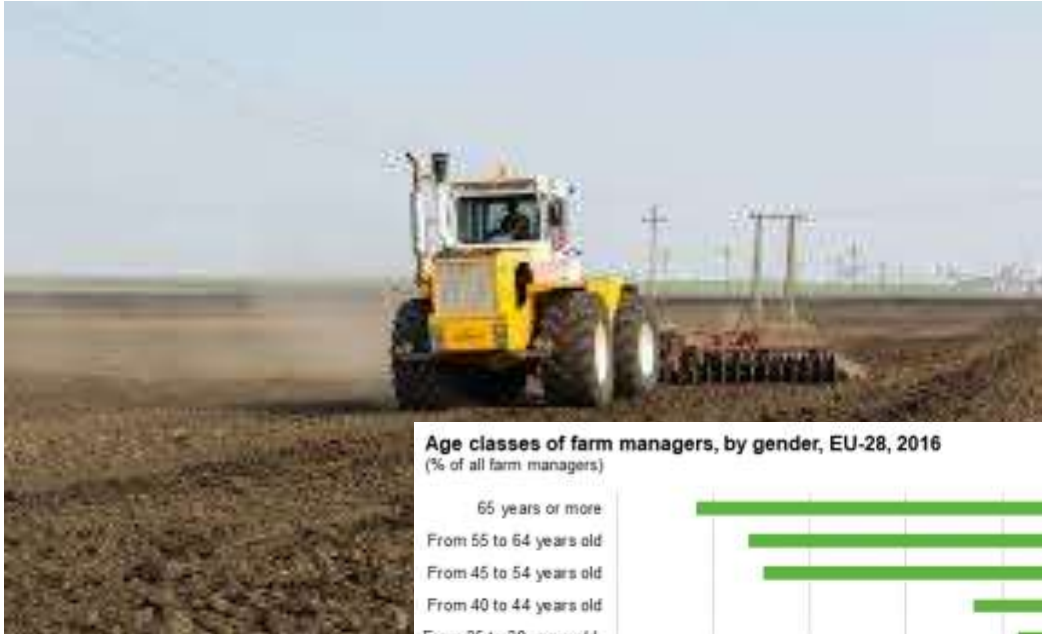 Age classes of farm managers, by gender, EU-28, 2016
(% of all farm managers)
65 years or more
From 55 to 64 years old
From 45 to 54 years old
From 40 to 44 years old